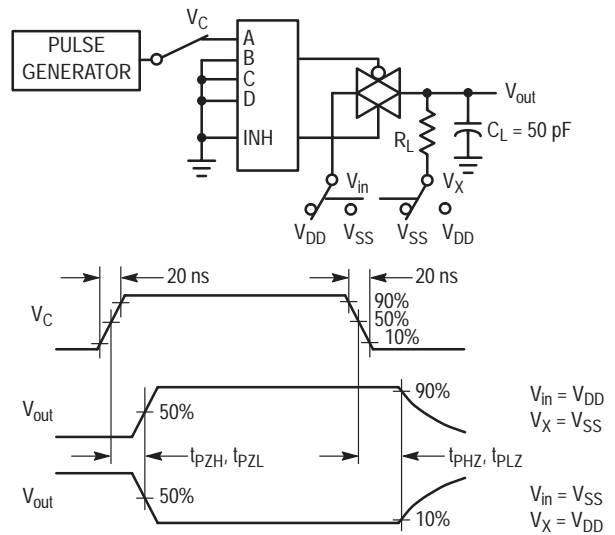 V_C
PULSE
GENERATOR
A
B
C
D
INH
V_out
R_L
C_L = 50 pF
V_in
V_X
V_DD
V_SS
V_SS
V_DD
20 ns
20 ns
V_C
90%
50%
10%
V_out
50%
90%
V_in = V_DD
V_X = V_SS
t_PZH, t_PZL
t_PHZ, t_PLZ
V_out
50%
10%
V_in = V_SS
V_X = V_DD